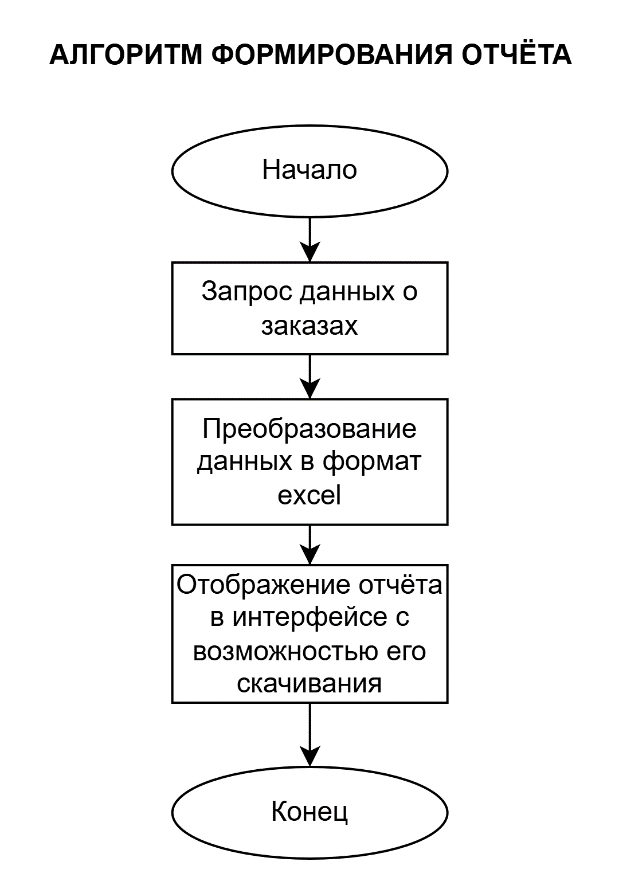 АЛГОРИТМ ФОРМИРОВАНИЯ ОТЧЁТА
Начало
Запрос данных о
заказах
Преобразование
данных в формат
excel
Отображение отчёта
в интерфейсе с
возможностью его
скачивания
Конец